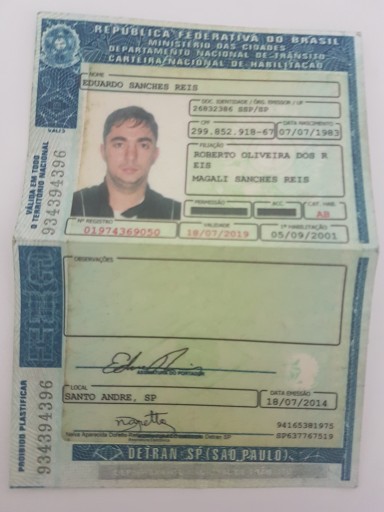 REPÚBLICA FEDERATIVA DO BRASIL
MINISTÉRIO DAS CIDADES
DEPARTAMENTO NACIONAL DE TRÂNSITO
CARTEIRA NACIONAL DE HABILITAÇÃO
NOME
EDUARDO SANCHES REIS
DOC. IDENTIDADE / ÓRG. EMISSOR / UF
26832386 SSP/SP
CPF
DATA NASCIMENTO
299.852.918-67
07/07/1983
FILIAÇÃO
ROBERTO OLIVEIRA DOS R
EIS
MAGALI SANCHES REIS
PERMISSÃO
ACC
CAT. HAB.
AB
Nº REGISTRO
VALIDADE
1ª HABILITAÇÃO
01974369050
18/07/2019
05/09/2001
VÁLIDA EM TODO
O TERRITÓRIO NACIONAL
934394396
OBSERVAÇÕES
ASSINATURA DO PORTADOR
LOCAL
DATA EMISSÃO
SANTO ANDRE, SP
18/07/2014
94165381975
SP637767519
Detran SP
PROIBIDO PLASTIFICAR
934394396
DETRAN-SP (SÃO PAULO)